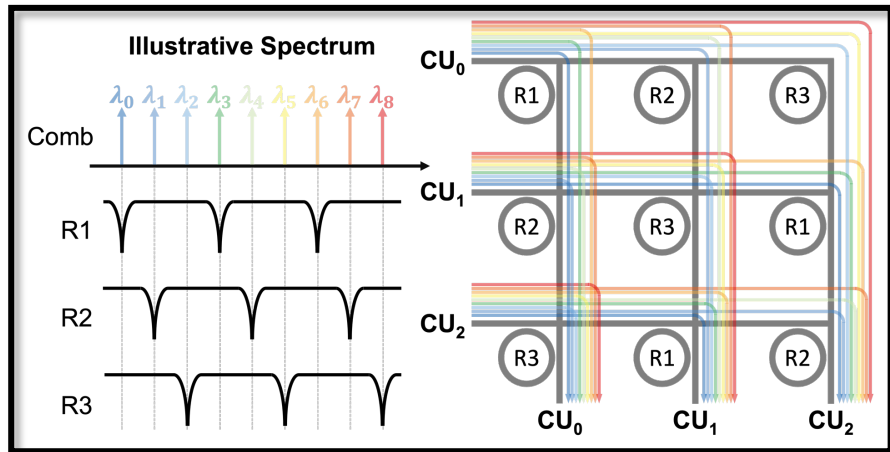 Illustrative Spectrum
λ0 λ1 λ2 λ3 λ4 λ5 λ6 λ7 λ8
Comb
R1
R2
R3
CU0
R1 R2 R3
CU1
R2 R3 R1
CU2
R3 R1 R2
CU0 CU1 CU2